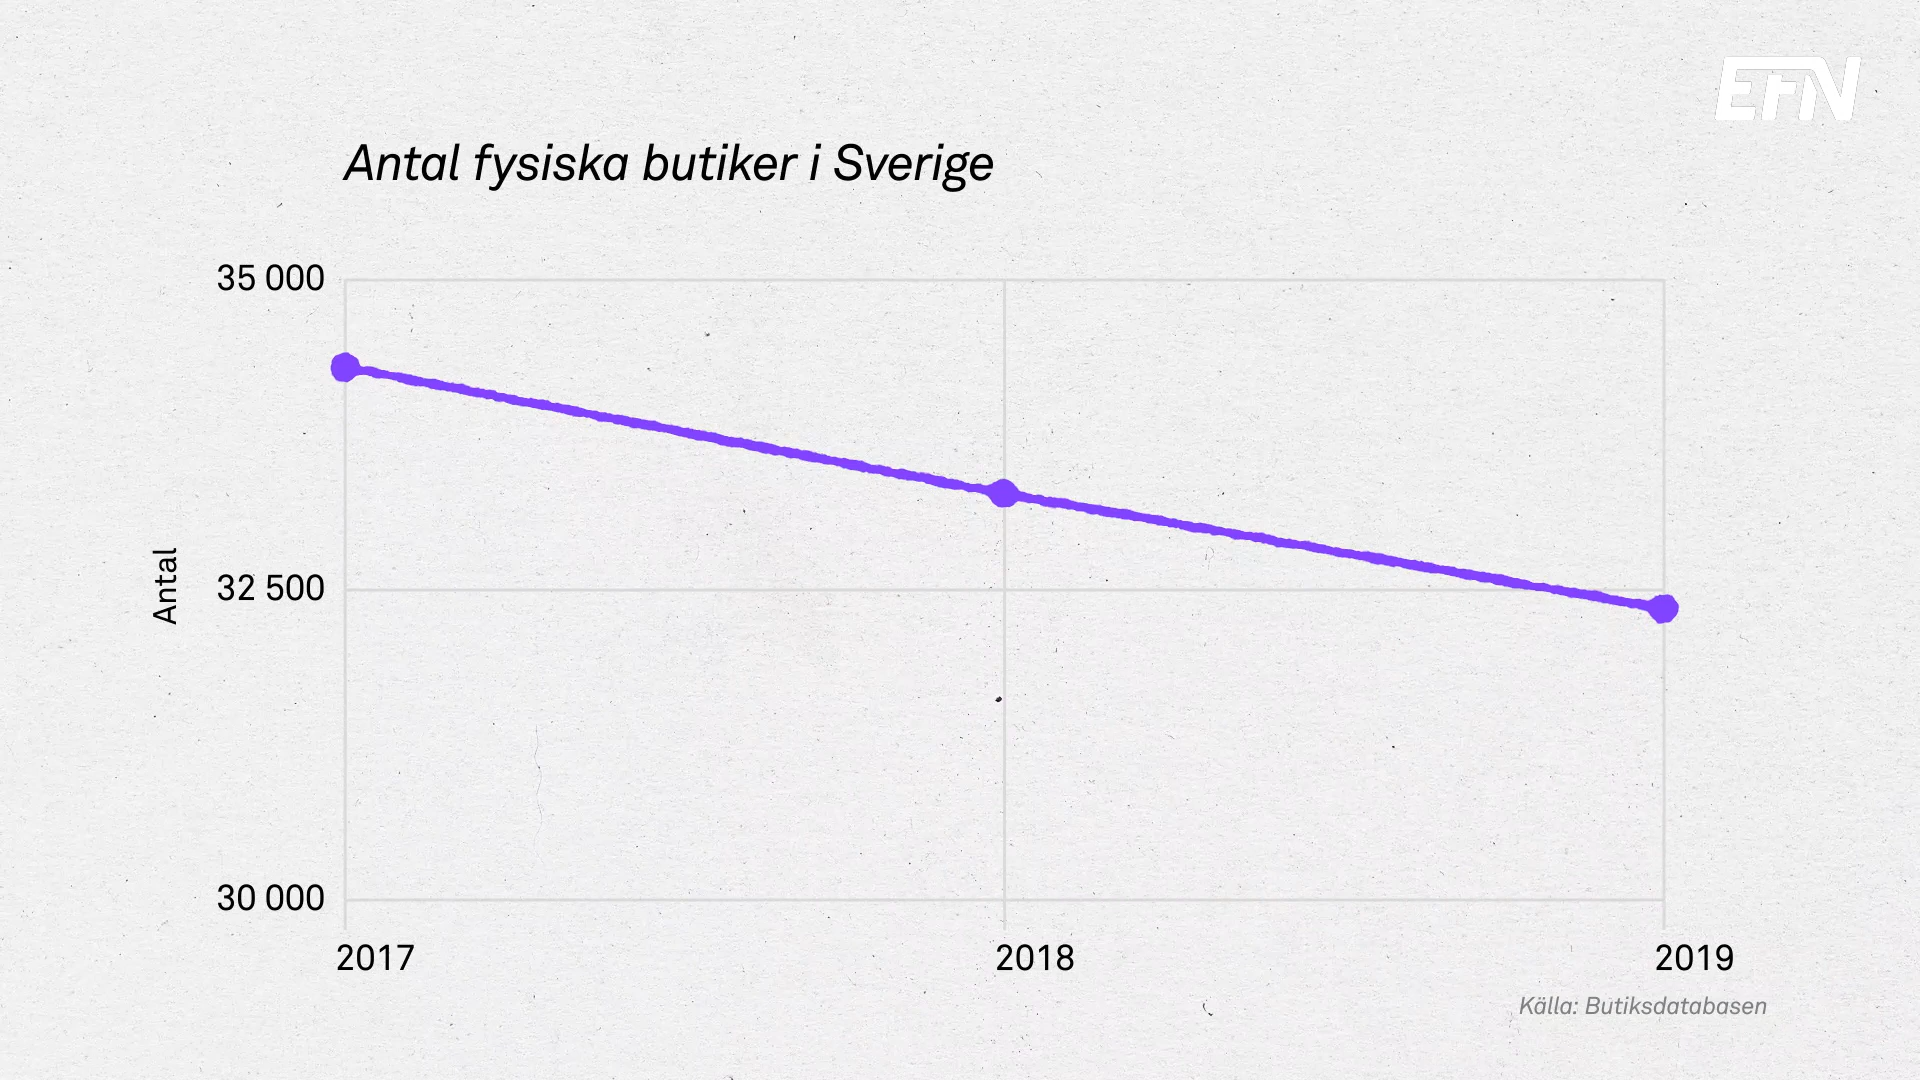 EFN
Antal fysiska butiker i Sverige
35 000
32 500
30 000
Antal
2017
2018
2019
Källa: Butiksdatabasen